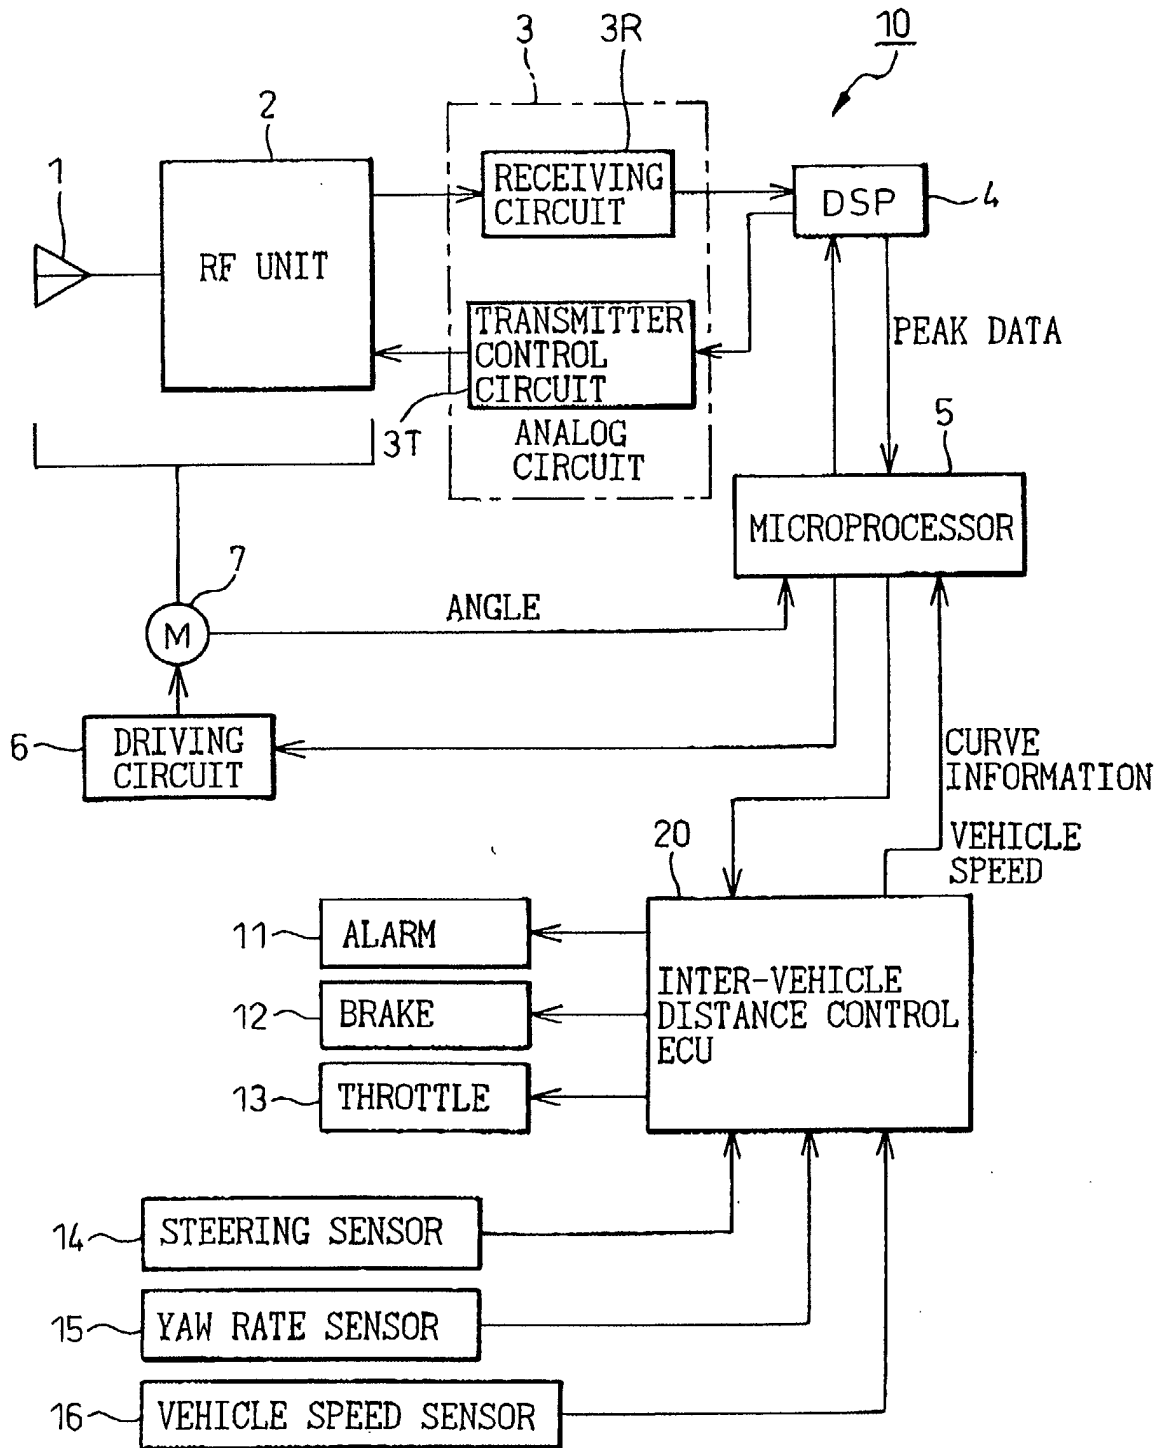 3
3R
10
2
1
RECEIVING
CIRCUIT
DSP
4
RF UNIT
TRANSMITTER
CONTROL
CIRCUIT
PEAK DATA
3T
ANALOG
CIRCUIT
5
MICROPROCESSOR
7
ANGLE
M
6
DRIVING
CIRCUIT
CURVE
INFORMATION
20
VEHICLE
SPEED
11
ALARM
INTER-VEHICLE
DISTANCE CONTROL
ECU
12
BRAKE
13
THROTTLE
14
STEERING SENSOR
15
YAW RATE SENSOR
16
VEHICLE SPEED SENSOR